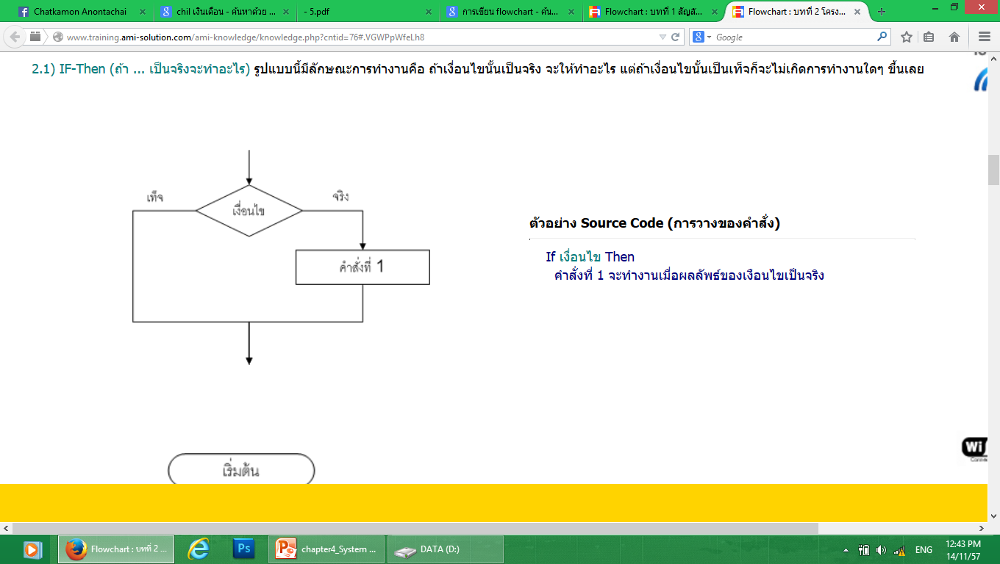 Chatkamon Anontachai
chil เงินเดือน - ค้นหาด้วย ...
- 5.pdf
การเขียน flowchart - ค้น...
Flowchart : บทที่ 1 สัญลั...
Flowchart : บทที่ 2 โครง...
www.training.ami-solution.com/ami-knowledge/knowledge.php?cntid=76#.VGWPpWfeLh8
Google
2.1) IF-Then (ถ้า ... เป็นจริงจะทำอะไร) รูปแบบนี้มีลักษณะการทำงานคือ ถ้าเงื่อนไขนั้นเป็นจริง จะให้ทำอะไร แต่ถ้าเงื่อนไขนั้นเป็นเท็จก็จะไม่เกิดการทำงานใดๆ ขึ้นเลย
เท็จ
จริง
เงื่อนไข
คำสั่งที่ 1
ตัวอย่าง Source Code (การวางของคำสั่ง)
If เงื่อนไข Then
คำสั่งที่ 1 จะทำงานเมื่อผลลัพธ์ของเงือนไขเป็นจริง
Wi
เริ่มต้น
Flowchart : บทที่ 2 ...
Ps
chapter4_System ...
DATA (D:)
ENG
12:43 PM
14/11/57